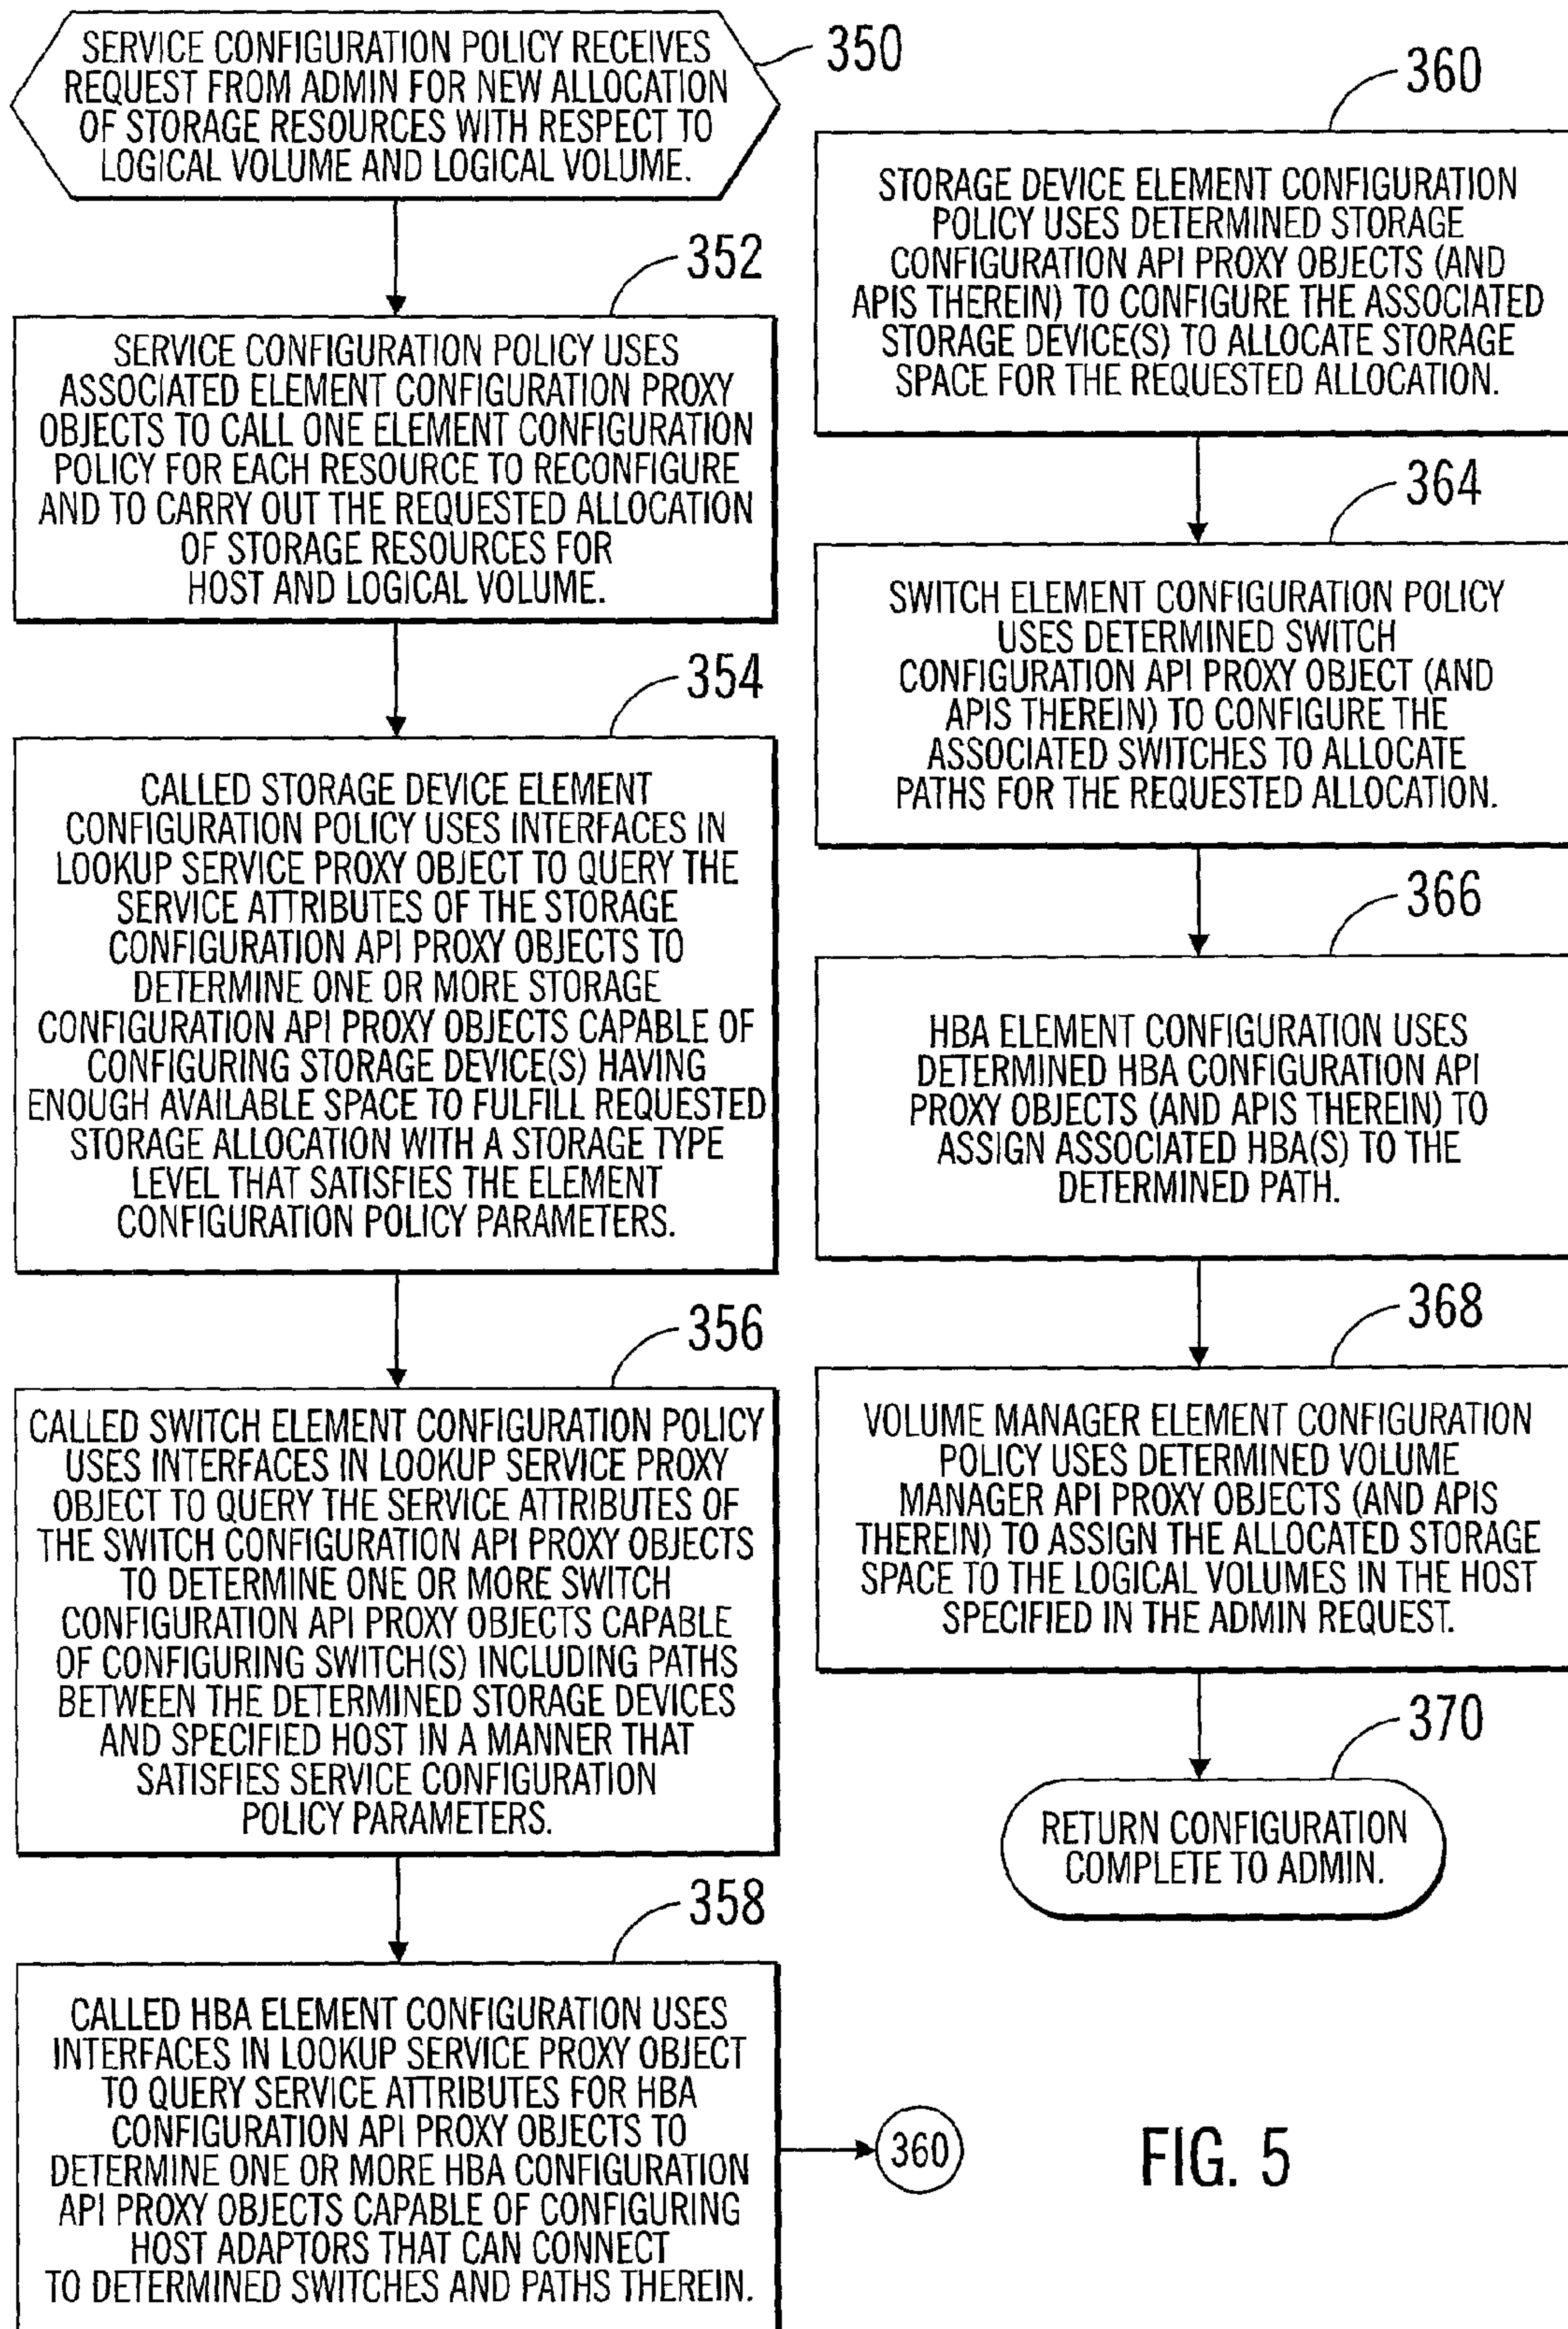 SERVICE CONFIGURATION POLICY RECEIVES
REQUEST FROM ADMIN FOR NEW ALLOCATION
OF STORAGE RESOURCES WITH RESPECT TO
LOGICAL VOLUME AND LOGICAL VOLUME.
350
352
SERVICE CONFIGURATION POLICY USES
ASSOCIATED ELEMENT CONFIGURATION PROXY
OBJECTS TO CALL ONE ELEMENT CONFIGURATION
POLICY FOR EACH RESOURCE TO RECONFIGURE
AND TO CARRY OUT THE REQUESTED ALLOCATION
OF STORAGE RESOURCES FOR
HOST AND LOGICAL VOLUME.
354
CALLED STORAGE DEVICE ELEMENT
CONFIGURATION POLICY USES INTERFACES IN
LOOKUP SERVICE PROXY OBJECT TO QUERY THE
SERVICE ATTRIBUTES OF THE STORAGE
CONFIGURATION API PROXY OBJECTS TO
DETERMINE ONE OR MORE STORAGE
CONFIGURATION API PROXY OBJECTS CAPABLE OF
CONFIGURING STORAGE DEVICE(S) HAVING
ENOUGH AVAILABLE SPACE TO FULFILL REQUESTED
STORAGE ALLOCATION WITH A STORAGE TYPE
LEVEL THAT SATISFIES THE ELEMENT
CONFIGURATION POLICY PARAMETERS.
356
CALLED SWITCH ELEMENT CONFIGURATION POLICY
USES INTERFACES IN LOOKUP SERVICE PROXY
OBJECT TO QUERY THE SERVICE ATTRIBUTES OF
THE SWITCH CONFIGURATION API PROXY OBJECTS
TO DETERMINE ONE OR MORE SWITCH
CONFIGURATION API PROXY OBJECTS CAPABLE
OF CONFIGURING SWITCH(S) INCLUDING PATHS
BETWEEN THE DETERMINED STORAGE DEVICES
AND SPECIFIED HOST IN A MANNER THAT
SATISFIES SERVICE CONFIGURATION
POLICY PARAMETERS.
358
CALLED HBA ELEMENT CONFIGURATION USES
INTERFACES IN LOOKUP SERVICE PROXY OBJECT
TO QUERY SERVICE ATTRIBUTES FOR HBA
CONFIGURATION API PROXY OBJECTS TO
DETERMINE ONE OR MORE HBA CONFIGURATION
API PROXY OBJECTS CAPABLE OF CONFIGURING
HOST ADAPTORS THAT CAN CONNECT
TO DETERMINED SWITCHES AND PATHS THEREIN.
360
360
STORAGE DEVICE ELEMENT CONFIGURATION
POLICY USES DETERMINED STORAGE
CONFIGURATION API PROXY OBJECTS (AND
APIS THEREIN) TO CONFIGURE THE ASSOCIATED
STORAGE DEVICE(S) TO ALLOCATE STORAGE
SPACE FOR THE REQUESTED ALLOCATION.
364
SWITCH ELEMENT CONFIGURATION POLICY
USES DETERMINED SWITCH
CONFIGURATION API PROXY OBJECT (AND
APIS THEREIN) TO CONFIGURE THE
ASSOCIATED SWITCHES TO ALLOCATE
PATHS FOR THE REQUESTED ALLOCATION.
366
HBA ELEMENT CONFIGURATION USES
DETERMINED HBA CONFIGURATION API
PROXY OBJECTS (AND APIS THEREIN) TO
ASSIGN ASSOCIATED HBA(S) TO THE
DETERMINED PATH.
368
VOLUME MANAGER ELEMENT CONFIGURATION
POLICY USES DETERMINED VOLUME
MANAGER API PROXY OBJECTS (AND APIS
THEREIN) TO ASSIGN THE ALLOCATED STORAGE
SPACE TO THE LOGICAL VOLUMES IN THE HOST
SPECIFIED IN THE ADMIN REQUEST.
370
RETURN CONFIGURATION
COMPLETE TO ADMIN.
FIG. 5